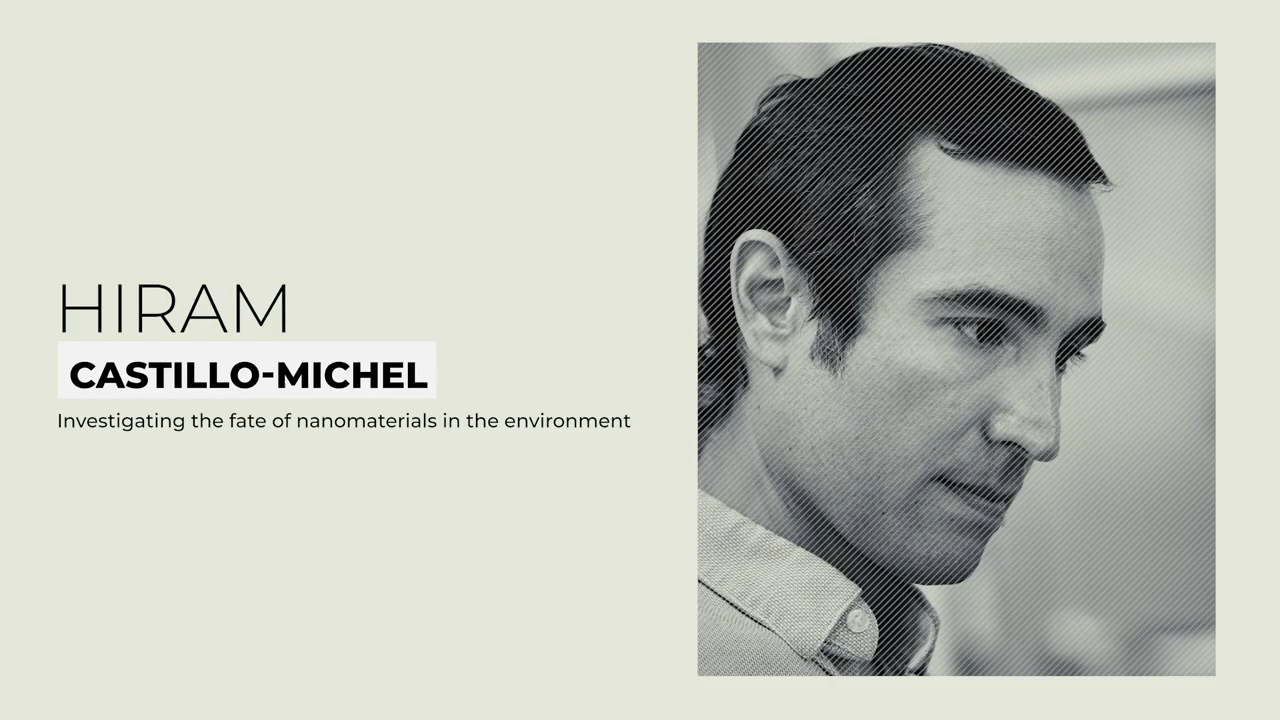 HIRAM
CASTILLO-MICHEL
Investigating the fate of nanomaterials in the environment